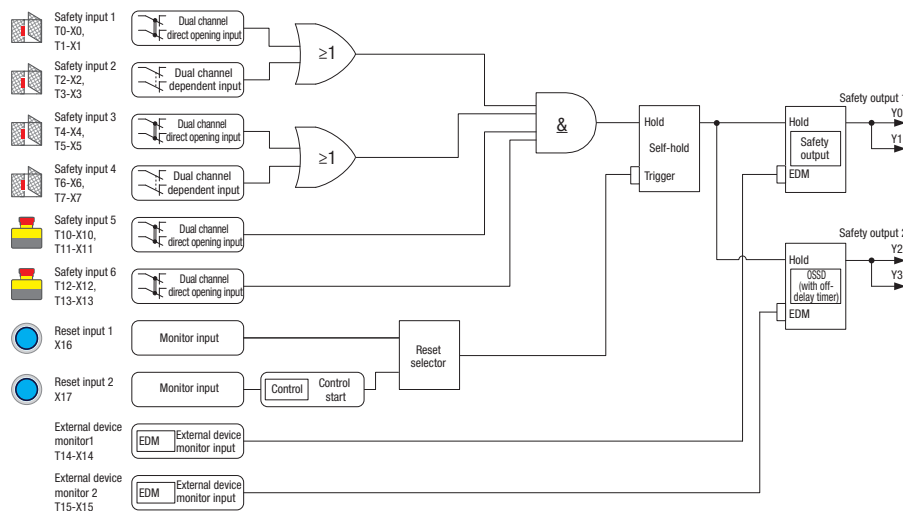 Safety input 1
T0-X0,
T1-X1
Dual channel
direct opening input
Safety input 2
T2-X2,
T3-X3
Dual channel
dependent input
≥1
Safety input 3
T4-X4,
T5-X5
Dual channel
direct opening input
Safety input 4
T6-X6,
T7-X7
Dual channel
dependent input
≥1
Safety input 5
T10-X10,
T11-X11
Dual channel
direct opening input
Safety input 6
T12-X12,
T13-X13
Dual channel
direct opening input
&
Reset input 1
X16
Monitor input
Reset input 2
X17
Monitor input
Control
Control
start
Reset
selector
External device
monitor1
T14-X14
EDM
External device
monitor input
External device
monitor 2
T15-X15
EDM
External device
monitor input
Hold
Self-hold
Trigger
Safety output 1
Hold
Safety
output
EDM
Y0
Y1
Safety output 2
Hold
OSSD
(with off-
delay timer)
EDM
Y2
Y3